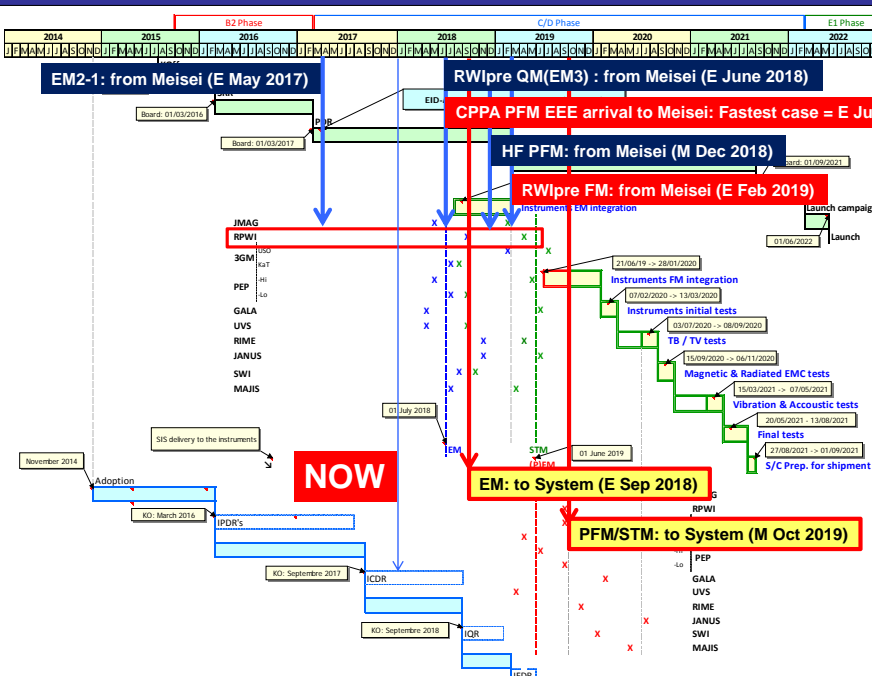 B2 Phase
C/D Phase
E1 Phase
2014
2015
2016
2017
2018
2019
2020
2021
2022
J F M A M J J A S O N D J F M A M J J A S O N D J F M A M J J A S O N D J F M A M J J A S O N D J F M A M J J A S O N D J F M A M J J A S O N D J F M A M J J A S O N D J F M A M J J A S O N D J F M A M J J A S O N
EM2-1: from Meisei (E May 2017)
RWIpre QM(EM3) : from Meisei (E June 2018)
Board: 01/03/2016
EID-
CPPA PFM EEE arrival to Meisei: Fastest case = E Ju
Board: 01/03/2017
HF PFM: from Meisei (M Dec 2018)
oard: 01/09/2021
RWIpre FM: from Meisei (E Feb 2019)
Instruments EM integration
Launch campaig
JMAG
RPWI
01/06/2022
Launch
USO
3GM
KaT
21/06/19 -> 28/01/2020
-Hi
Instruments FM integration
PEP
-Lo
07/02/2020 -> 13/03/2020
GALA
Instruments initial tests
UVS
03/07/2020 -> 08/09/2020
RIME
TB / TV tests
JANUS
15/09/2020 -> 06/11/2020
SWI
Magnetic & Radiated EMC tests
MAJIS
15/03/2021 -> 07/05/2021
Vibration & Accoustic tests
01 July 2018
20/05/2021 - 13/08/2021
Final tests
SIS delivery to the instruments
EM
STM
(P)FM
01 June 2019
27/08/2021 -> 01/09/2021
S/C Prep. for shipment
November 2014
NOW
Adoption
EM: to System (E Sep 2018)
RPWI
KO: March 2016
IPDR's
PFM/STM: to System (M Oct 2019)
PEP
-Lo
KO: Septembre 2017
ICDR
GALA
UVS
RIME
JANUS
KO: Septembre 2018
IQR
SWI
MAJIS